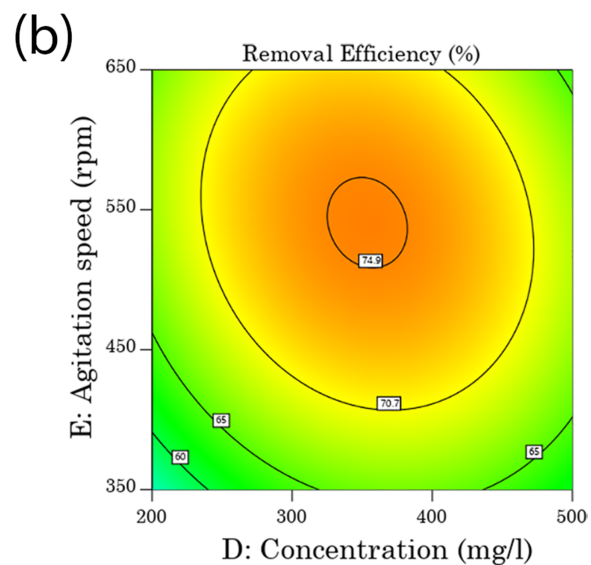 (b)
Removal Efficiency (%)
650
550
450
350
E: Agitation speed (rpm)
74.9
70.7
65
65
60
200 300 400 500
D: Concentration (mg/l)